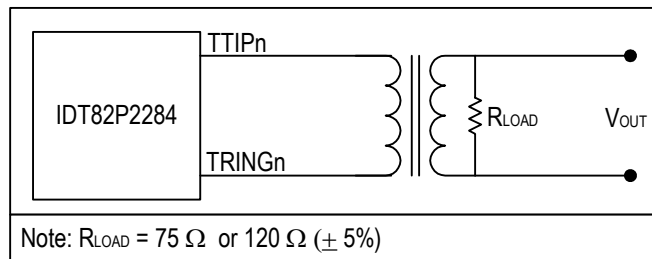 TTIPn
IDT82P2284
RLOAD
VOUT
TRINGn
Note: RLOAD = 75 Ω or 120 Ω (± 5%)